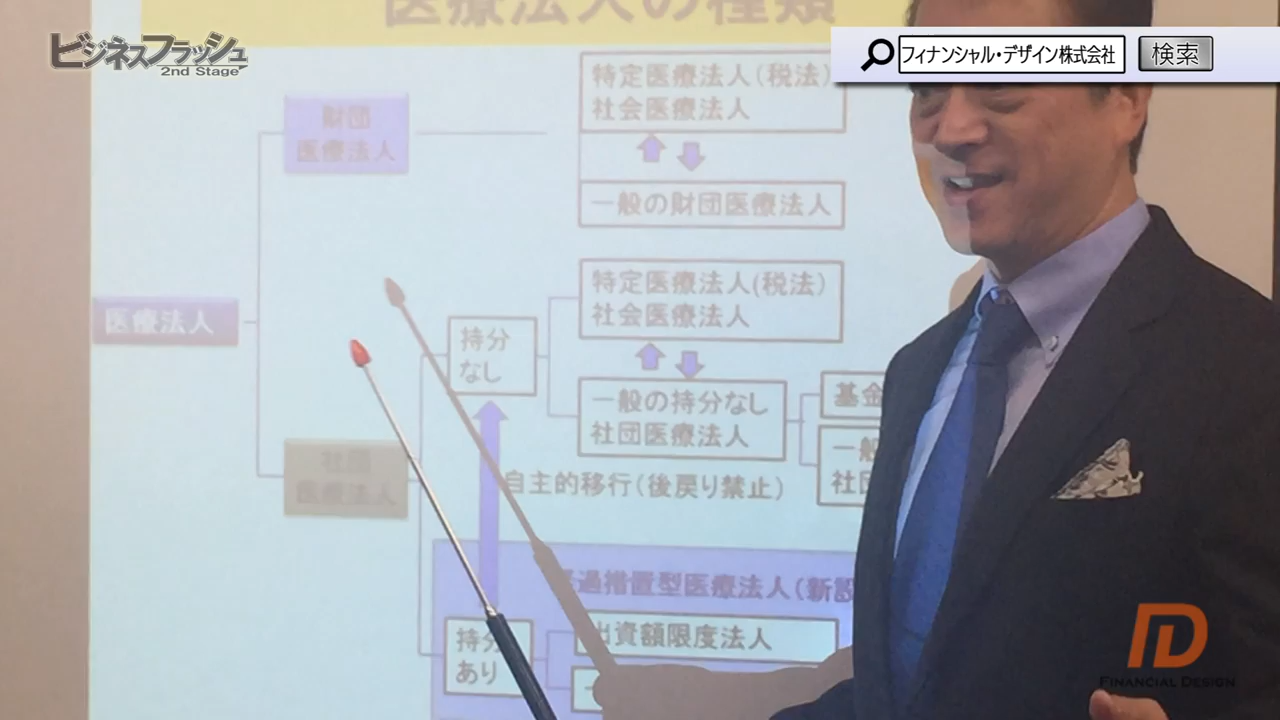 医療法人の種類
ビジネスフラッシュ
2nd Stage
フィナンシャル・デザイン株式会社
検索
財団
医療法人
特定医療法人(税法)
社会医療法人
一般の財団医療法人
医療法人
特定医療法人(税法)
社会医療法人
持分
なし
一般の持分なし
社団医療法人
基金
一般
社団
社団
医療法人
自主的移行(後戻り禁止)
過措置型医療法人(新設
持分
あり
出資額限度法人
FINANCIAL DESIGN